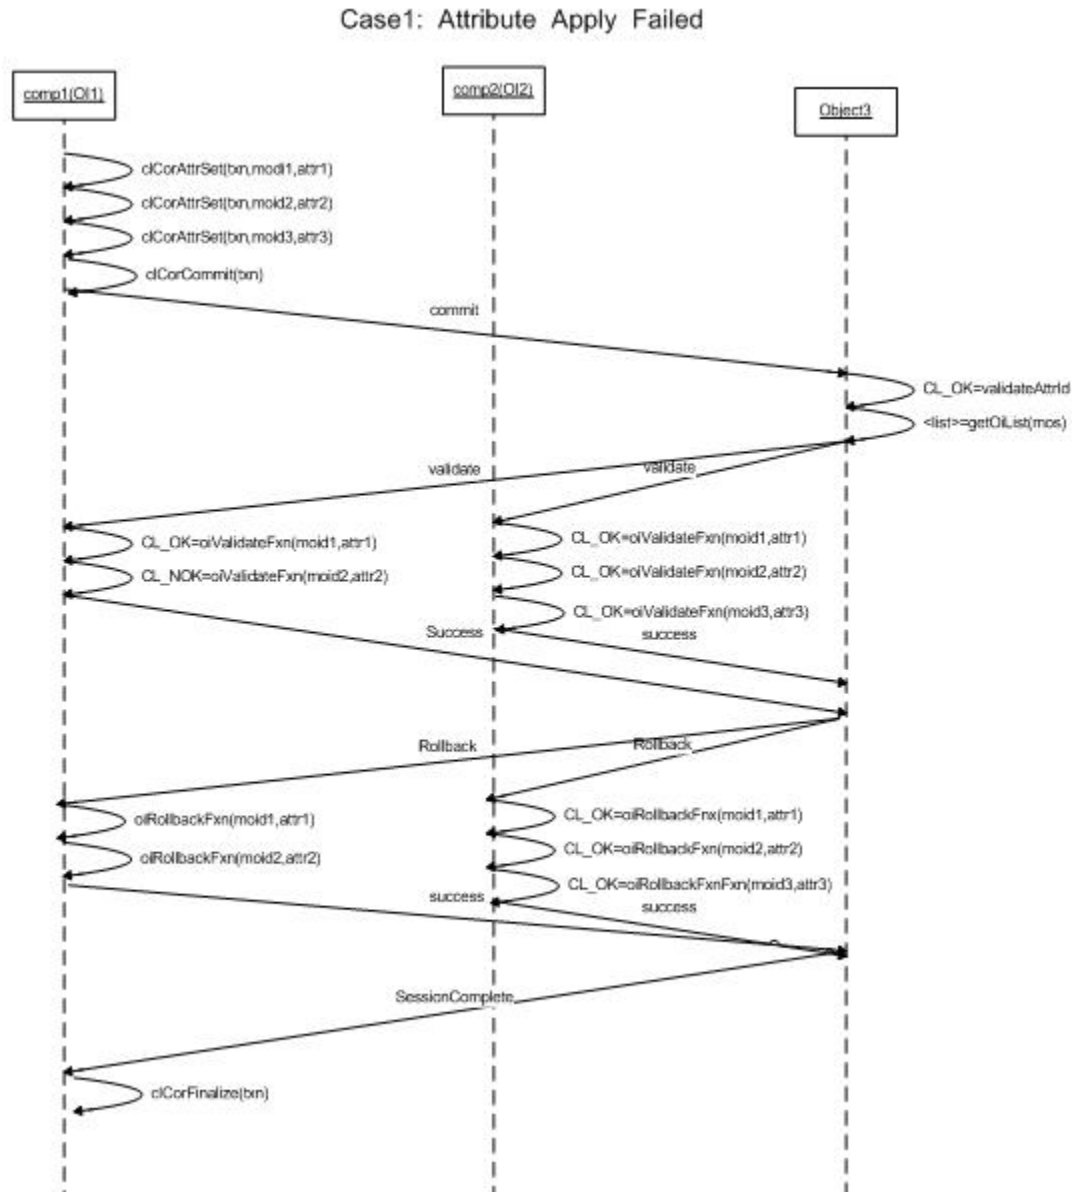 Case1: Attribute Apply Failed
comp1(OI1)
comp2(OI2)
Object3
clCorAttrSet(txn,modi1,attr1)
clCorAttrSet(txn,moid2,attr2)
clCorAttrSet(txn,moid3,attr3)
clCorCommit(txn)
commit
CL_OK=validateAttrId
<list>=getOiList(mos)
validate
validate
CL_OK=oiValidateFxn(moid1,attr1)
CL_OK=oiValidateFxn(moid1,attr1)
CL_NOK=oiValidateFxn(moid2,attr2)
CL_OK=oiValidateFxn(moid2,attr2)
CL_OK=oiValidateFxn(moid3,attr3)
Success
success
Rollback
Rollback
oiRollbackFxn(moid1,attr1)
CL_OK=oiRollbackFnx(moid1,attr1)
oiRollbackFxn(moid2,attr2)
CL_OK=oiRollbackFxn(moid2,attr2)
CL_OK=oiRollbackFxnFxn(moid3,attr3)
success
success
SessionComplete
clCorFinalize(txn)